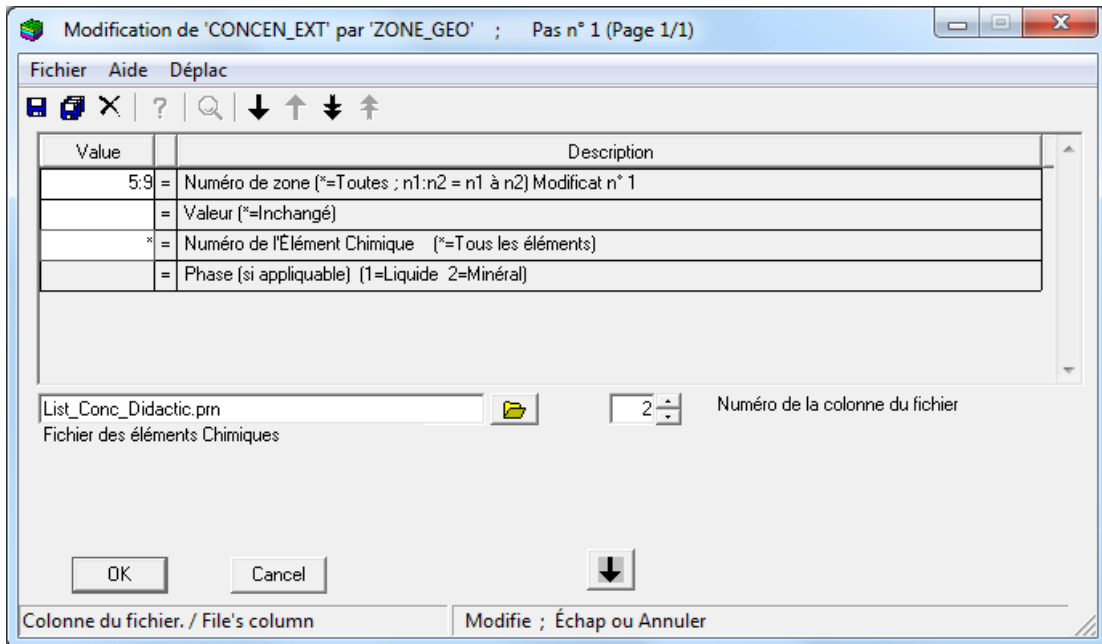 Modification de 'CONCEN_EXT' par 'ZONE_GEO' ; Pas n° 1 (Page 1/1)
Fichier Aide Déplac
Value Description
5:9 = Numéro de zone (*=Toutes ; n1:n2 = n1 à n2) Modificat n° 1
= Valeur (*=Inchangé)
* = Numéro de l'Élément Chimique (*=Tous les éléments)
= Phase (si appliquable) (1=Liquide 2=Minéral)
List_Conc_Didactic.prn 2 Numéro de la colonne du fichier
Fichier des éléments Chimiques
OK Cancel
Colonne du fichier. / File's column Modifie ; Échap ou Annuler